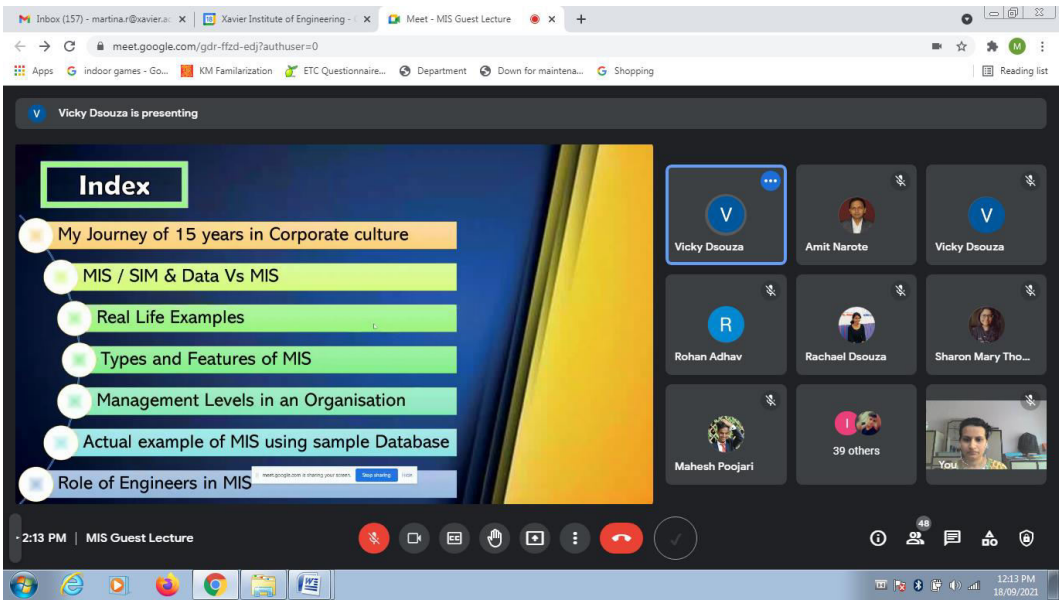 Inbox (157) - martina.r@xavier.ac
Xavier Institute of Engineering -
Meet - MIS Guest Lecture
meet.google.com/gdr-ffzd-edj?authuser=0
M
Apps
indoor games - Go...
KM Familarization
ETC Questionnaire...
Department
Down for maintena...
Shopping
Reading list
V
Vicky Dsouza is presenting
Index
My Journey of 15 years in Corporate culture
MIS / SIM & Data Vs MIS
Real Life Examples
Types and Features of MIS
Management Levels in an Organisation
Actual example of MIS using sample Database
Role of Engineers in MIS
meet.google.com is sharing your screen.
Stop sharing
Hide
V
Vicky Dsouza
Amit Narote
V
Vicky Dsouza
R
Rohan Adhav
Rachael Dsouza
Sharon Mary Tho...
Mahesh Poojari
I
39 others
You
2:13 PM | MIS Guest Lecture
CC
48
12:13 PM
18/09/2021